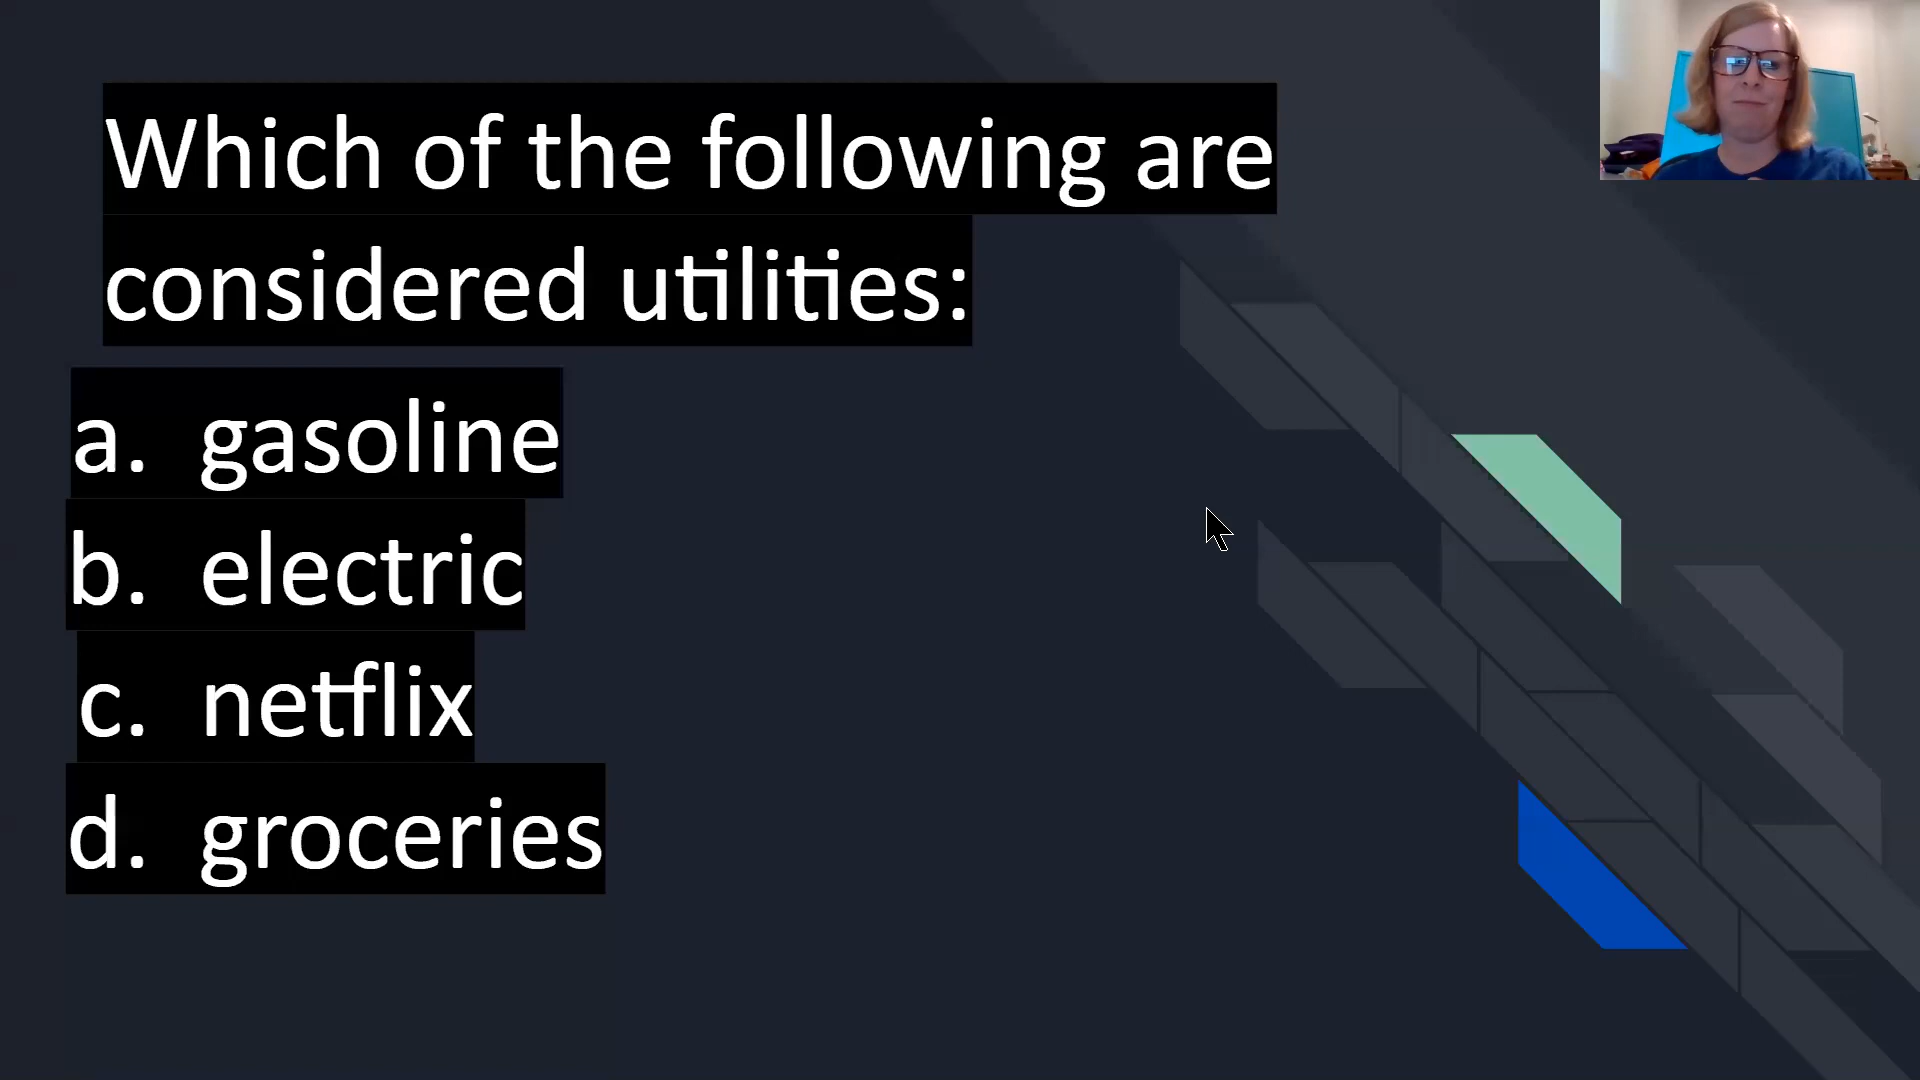 Which of the following are
considered utilities:
a. gasoline
b. electric
c. netflix
d. groceries